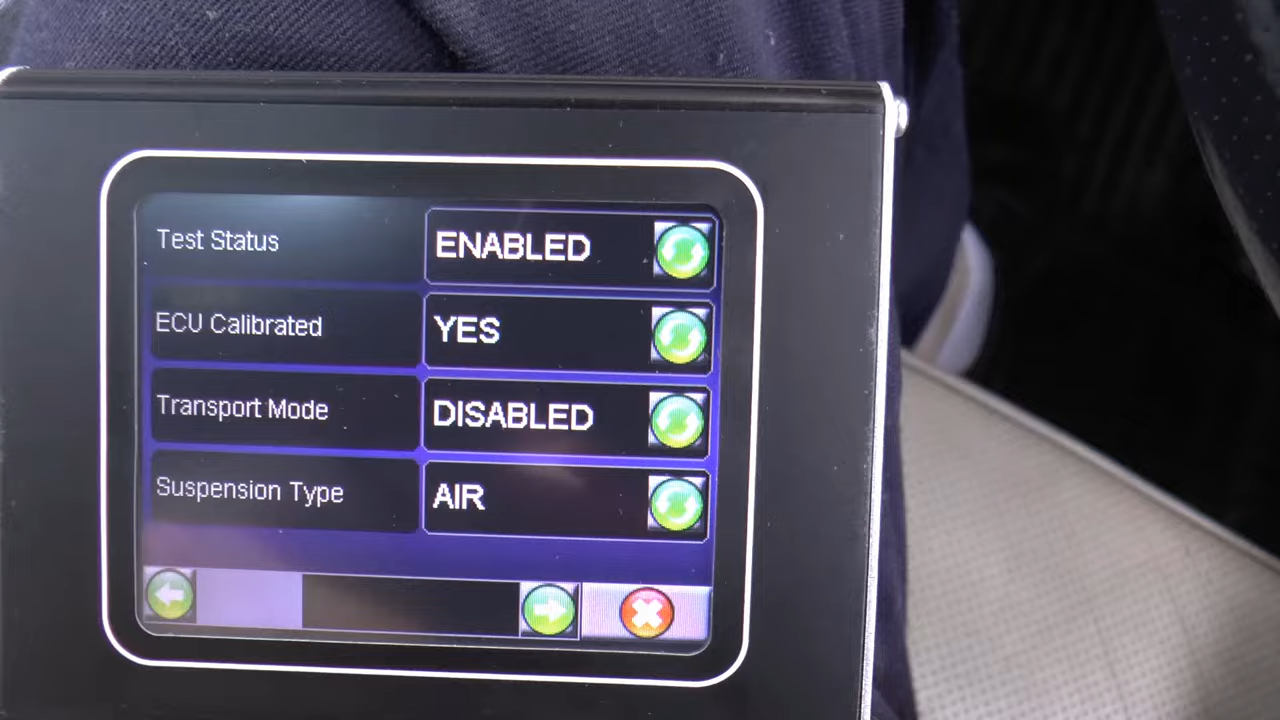 Test Status ENABLED
ECU Calibrated YES
Transport Mode DISABLED
Suspension Type AIR